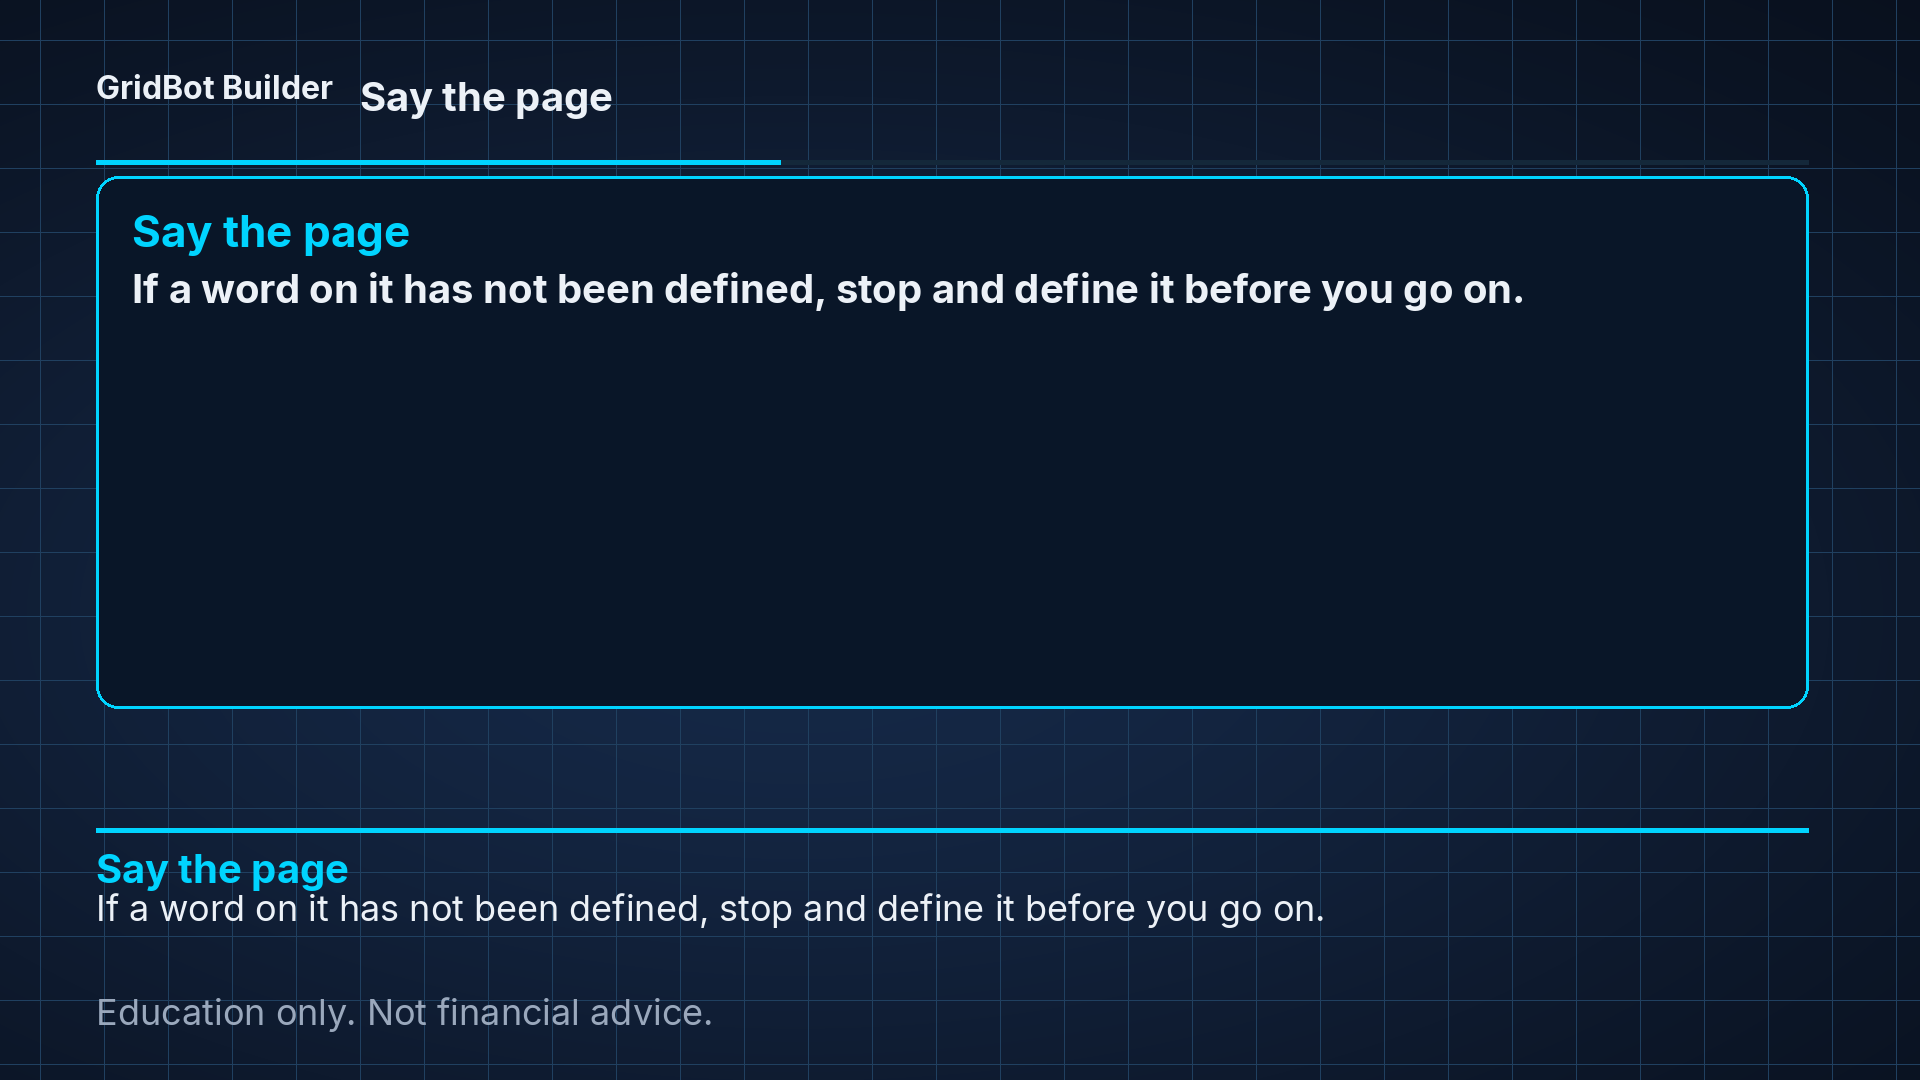 GridBot Builder
Say the page
Say the page
If a word on it has not been defined, stop and define it before you go on.
Say the page
If a word on it has not been defined, stop and define it before you go on.
Education only. Not financial advice.